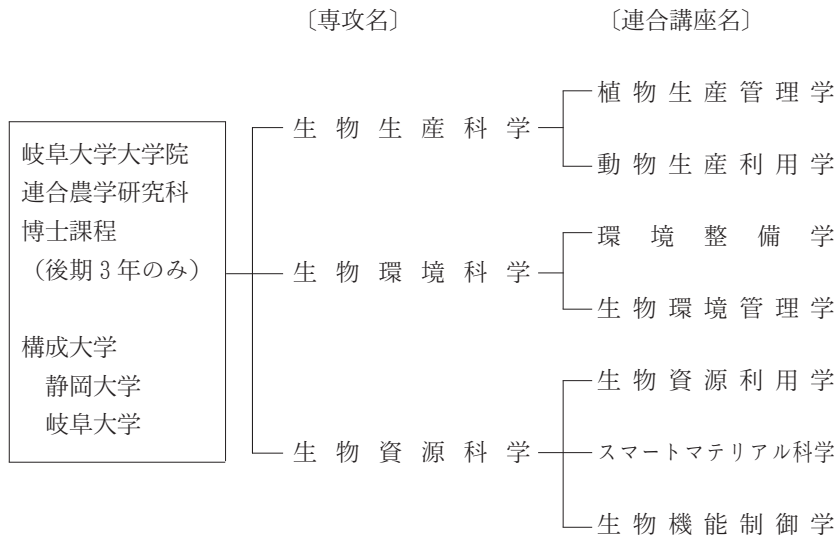 〔専攻名〕
〔連合講座名〕
岐阜大学大学院
連合農学研究科
博士課程
（後期3年のみ）
構成大学
静岡大学
岐阜大学
生物生産科学
植物生産管理学
動物生産利用学
生物環境科学
環境整備学
生物環境管理学
生物資源科学
生物資源利用学
スマートマテリアル科学
生物機能制御学